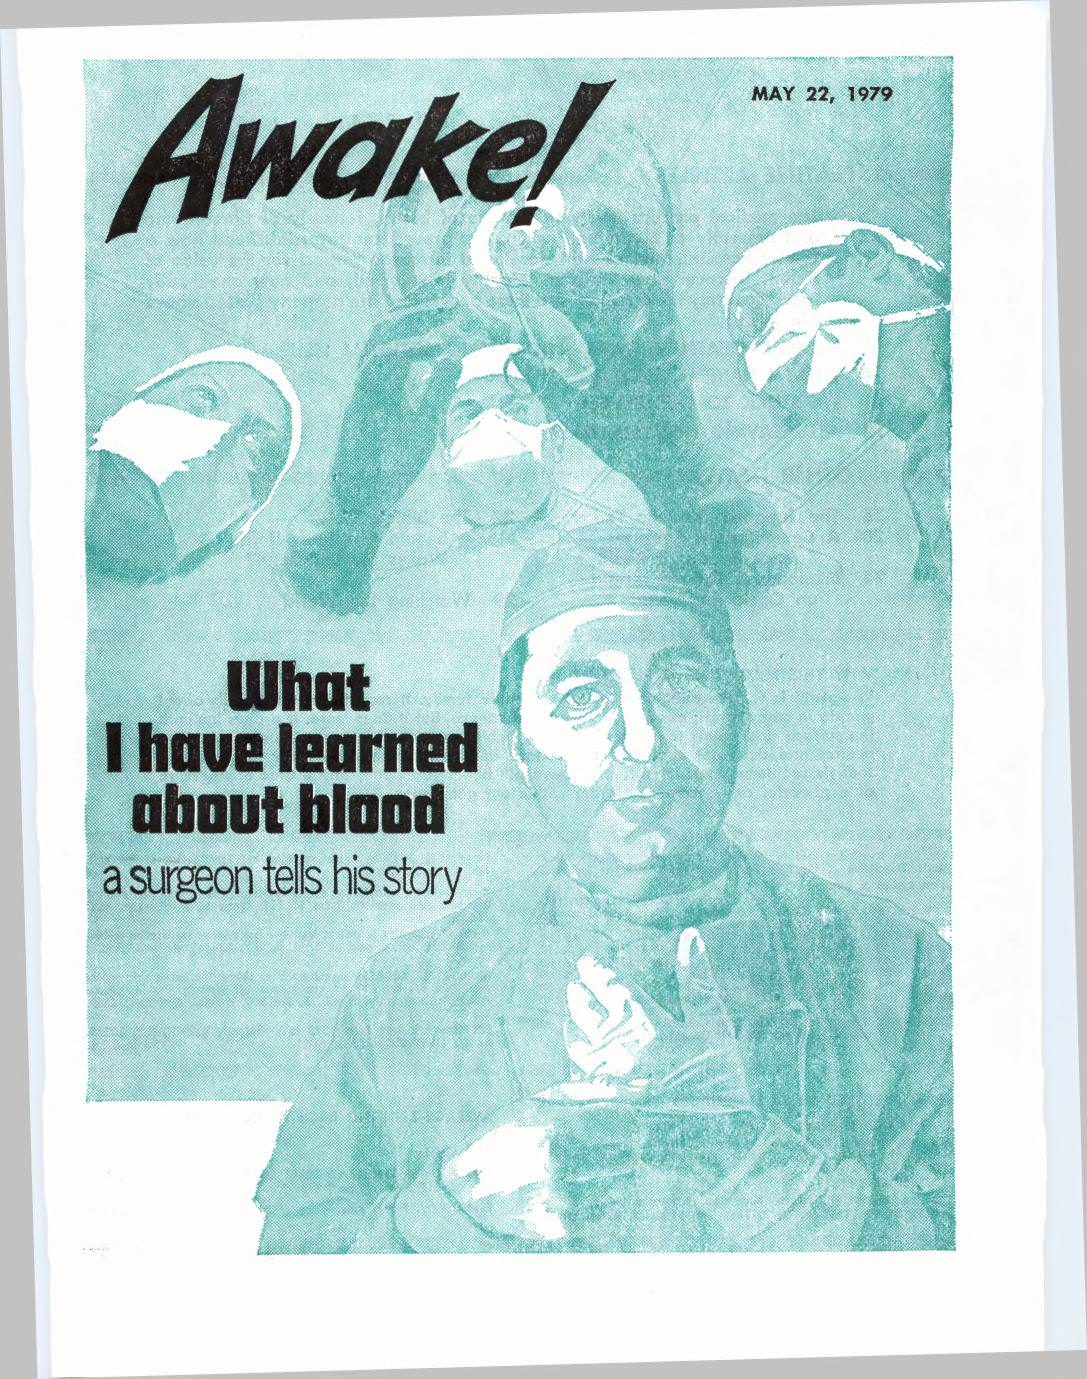 Awake!
MAY 22, 1979
What
I have learned
about blood
a surgeon tells his story